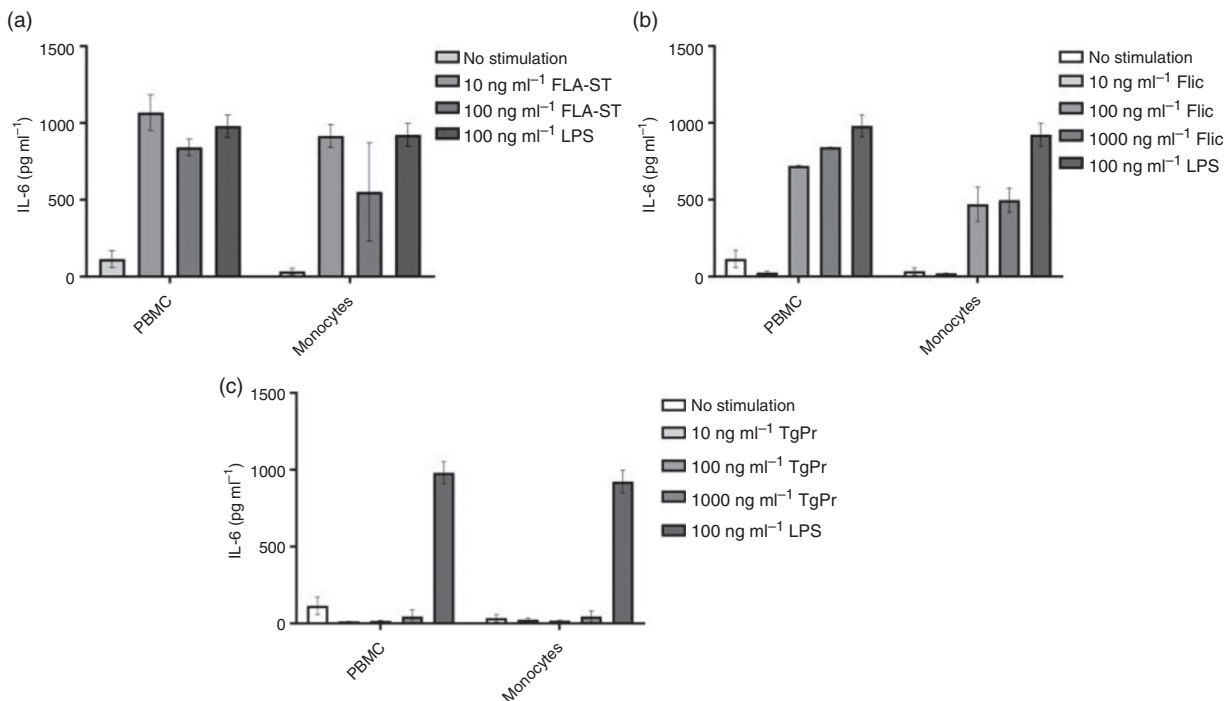 (a)
1500
1000
500
0
IL-6 (pg ml⁻¹)
PBMC
Monocytes
No stimulation
10 ng ml⁻¹ FLA-ST
100 ng ml⁻¹ FLA-ST
100 ng ml⁻¹ LPS
(b)
1500
1000
500
0
IL-6 (pg ml⁻¹)
PBMC
Monocytes
No stimulation
10 ng ml⁻¹ Flic
100 ng ml⁻¹ Flic
1000 ng ml⁻¹ Flic
100 ng ml⁻¹ LPS
(c)
1500
1000
500
0
IL-6 (pg ml⁻¹)
PBMC
Monocytes
No stimulation
10 ng ml⁻¹ TgPr
100 ng ml⁻¹ TgPr
1000 ng ml⁻¹ TgPr
100 ng ml⁻¹ LPS